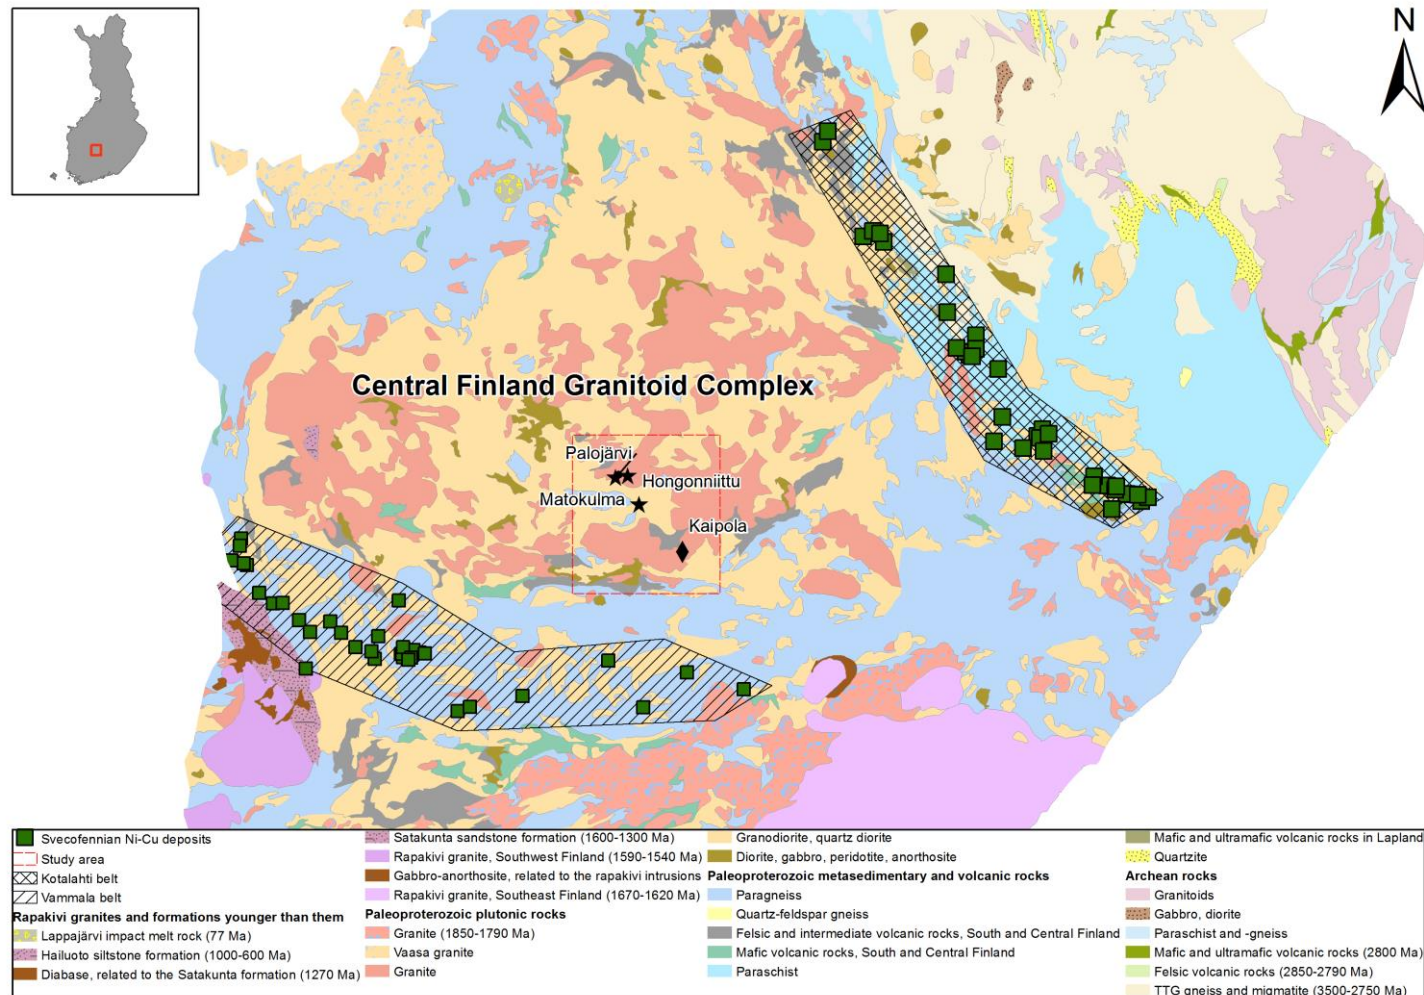 N
Central Finland Granitoid Complex
Palojärvi
Hongonniittu
Matokulma
Kaipola
Svecofennian Ni-Cu deposits
Study area
Kotalahti belt
Vammala belt
Rapakivi granites and formations younger than them
Lappajärvi impact melt rock (77 Ma)
Hailuoto siltstone formation (1000-600 Ma)
Diabase, related to the Satakunta formation (1270 Ma)
Satakunta sandstone formation (1600-1300 Ma)
Rapakivi granite, Southwest Finland (1590-1540 Ma)
Gabbro-anorthosite, related to the rapakivi intrusions
Rapakivi granite, Southeast Finland (1670-1620 Ma)
Paleoproterozoic plutonic rocks
Granite (1850-1790 Ma)
Vaasa granite
Granite
Granodiorite, quartz diorite
Diorite, gabbro, peridotite, anorthosite
Paleoproterozoic metasedimentary and volcanic rocks
Paragneiss
Quartz-feldspar gneiss
Felsic and intermediate volcanic rocks, South and Central Finland
Mafic volcanic rocks, South and Central Finland
Paraschist
Mafic and ultramafic volcanic rocks in Lapland
Quartzite
Archean rocks
Granitoids
Gabbro, diorite
Paraschist and -gneiss
Mafic and ultramafic volcanic rocks (2800 Ma)
Felsic volcanic rocks (2850-2790 Ma)
TTG gneiss and migmatite (3500-2750 Ma)